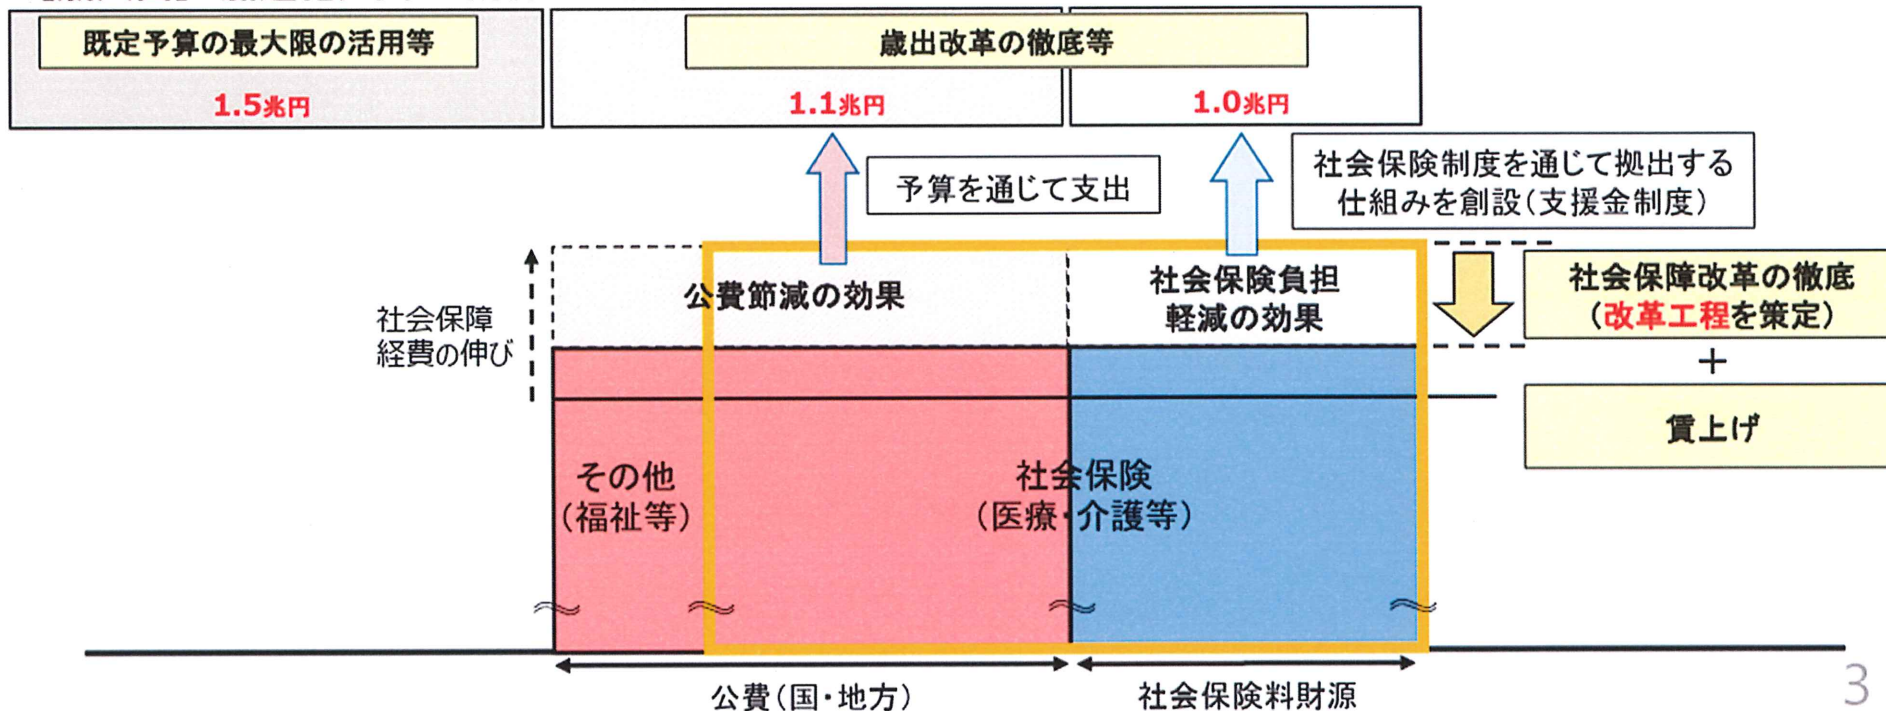 既定予算の最大限の活用等
1.5兆円
歳出改革の徹底等
1.1兆円
1.0兆円
予算を通じて支出
社会保険制度を通じて拠出する
仕組みを創設(支援金制度)
社会保障
経費の伸び
公費節減の効果
社会保険負担
軽減の効果
社会保障改革の徹底
(改革工程を策定)
+
賃上げ
その他
(福祉等)
社会保険
(医療・介護等)
公費(国・地方)
社会保険料財源
3